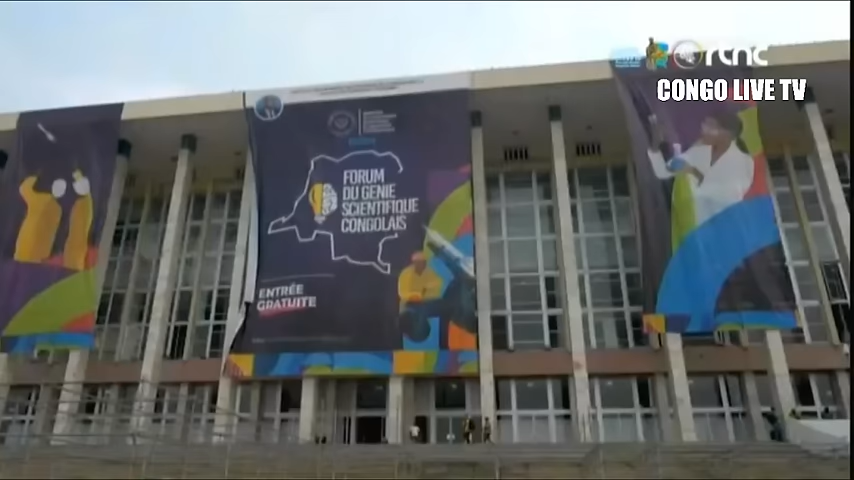 rtnc
CONGO LIVE TV
FORUM
DU GENIE
SCIENTIFIQUE
CONGOLAIS
ENTRÉE
GRATUITE